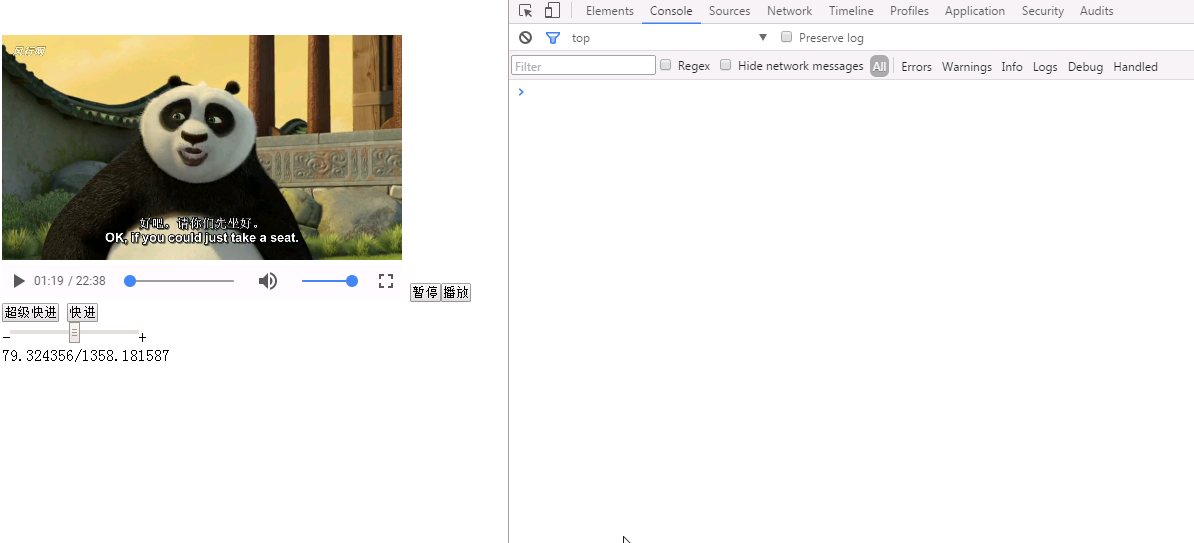 Elements Console Sources Network Timeline Profiles Application Security Audits
top Preserve log
Filter Regex Hide network messages All Errors Warnings Info Logs Debug Handled
风行网
好吧。请你们先坐好。
OK, if you could just take a seat.
01:19 / 22:38
暂停 播放
超级快进 快进
- +
79.324356/1358.181587